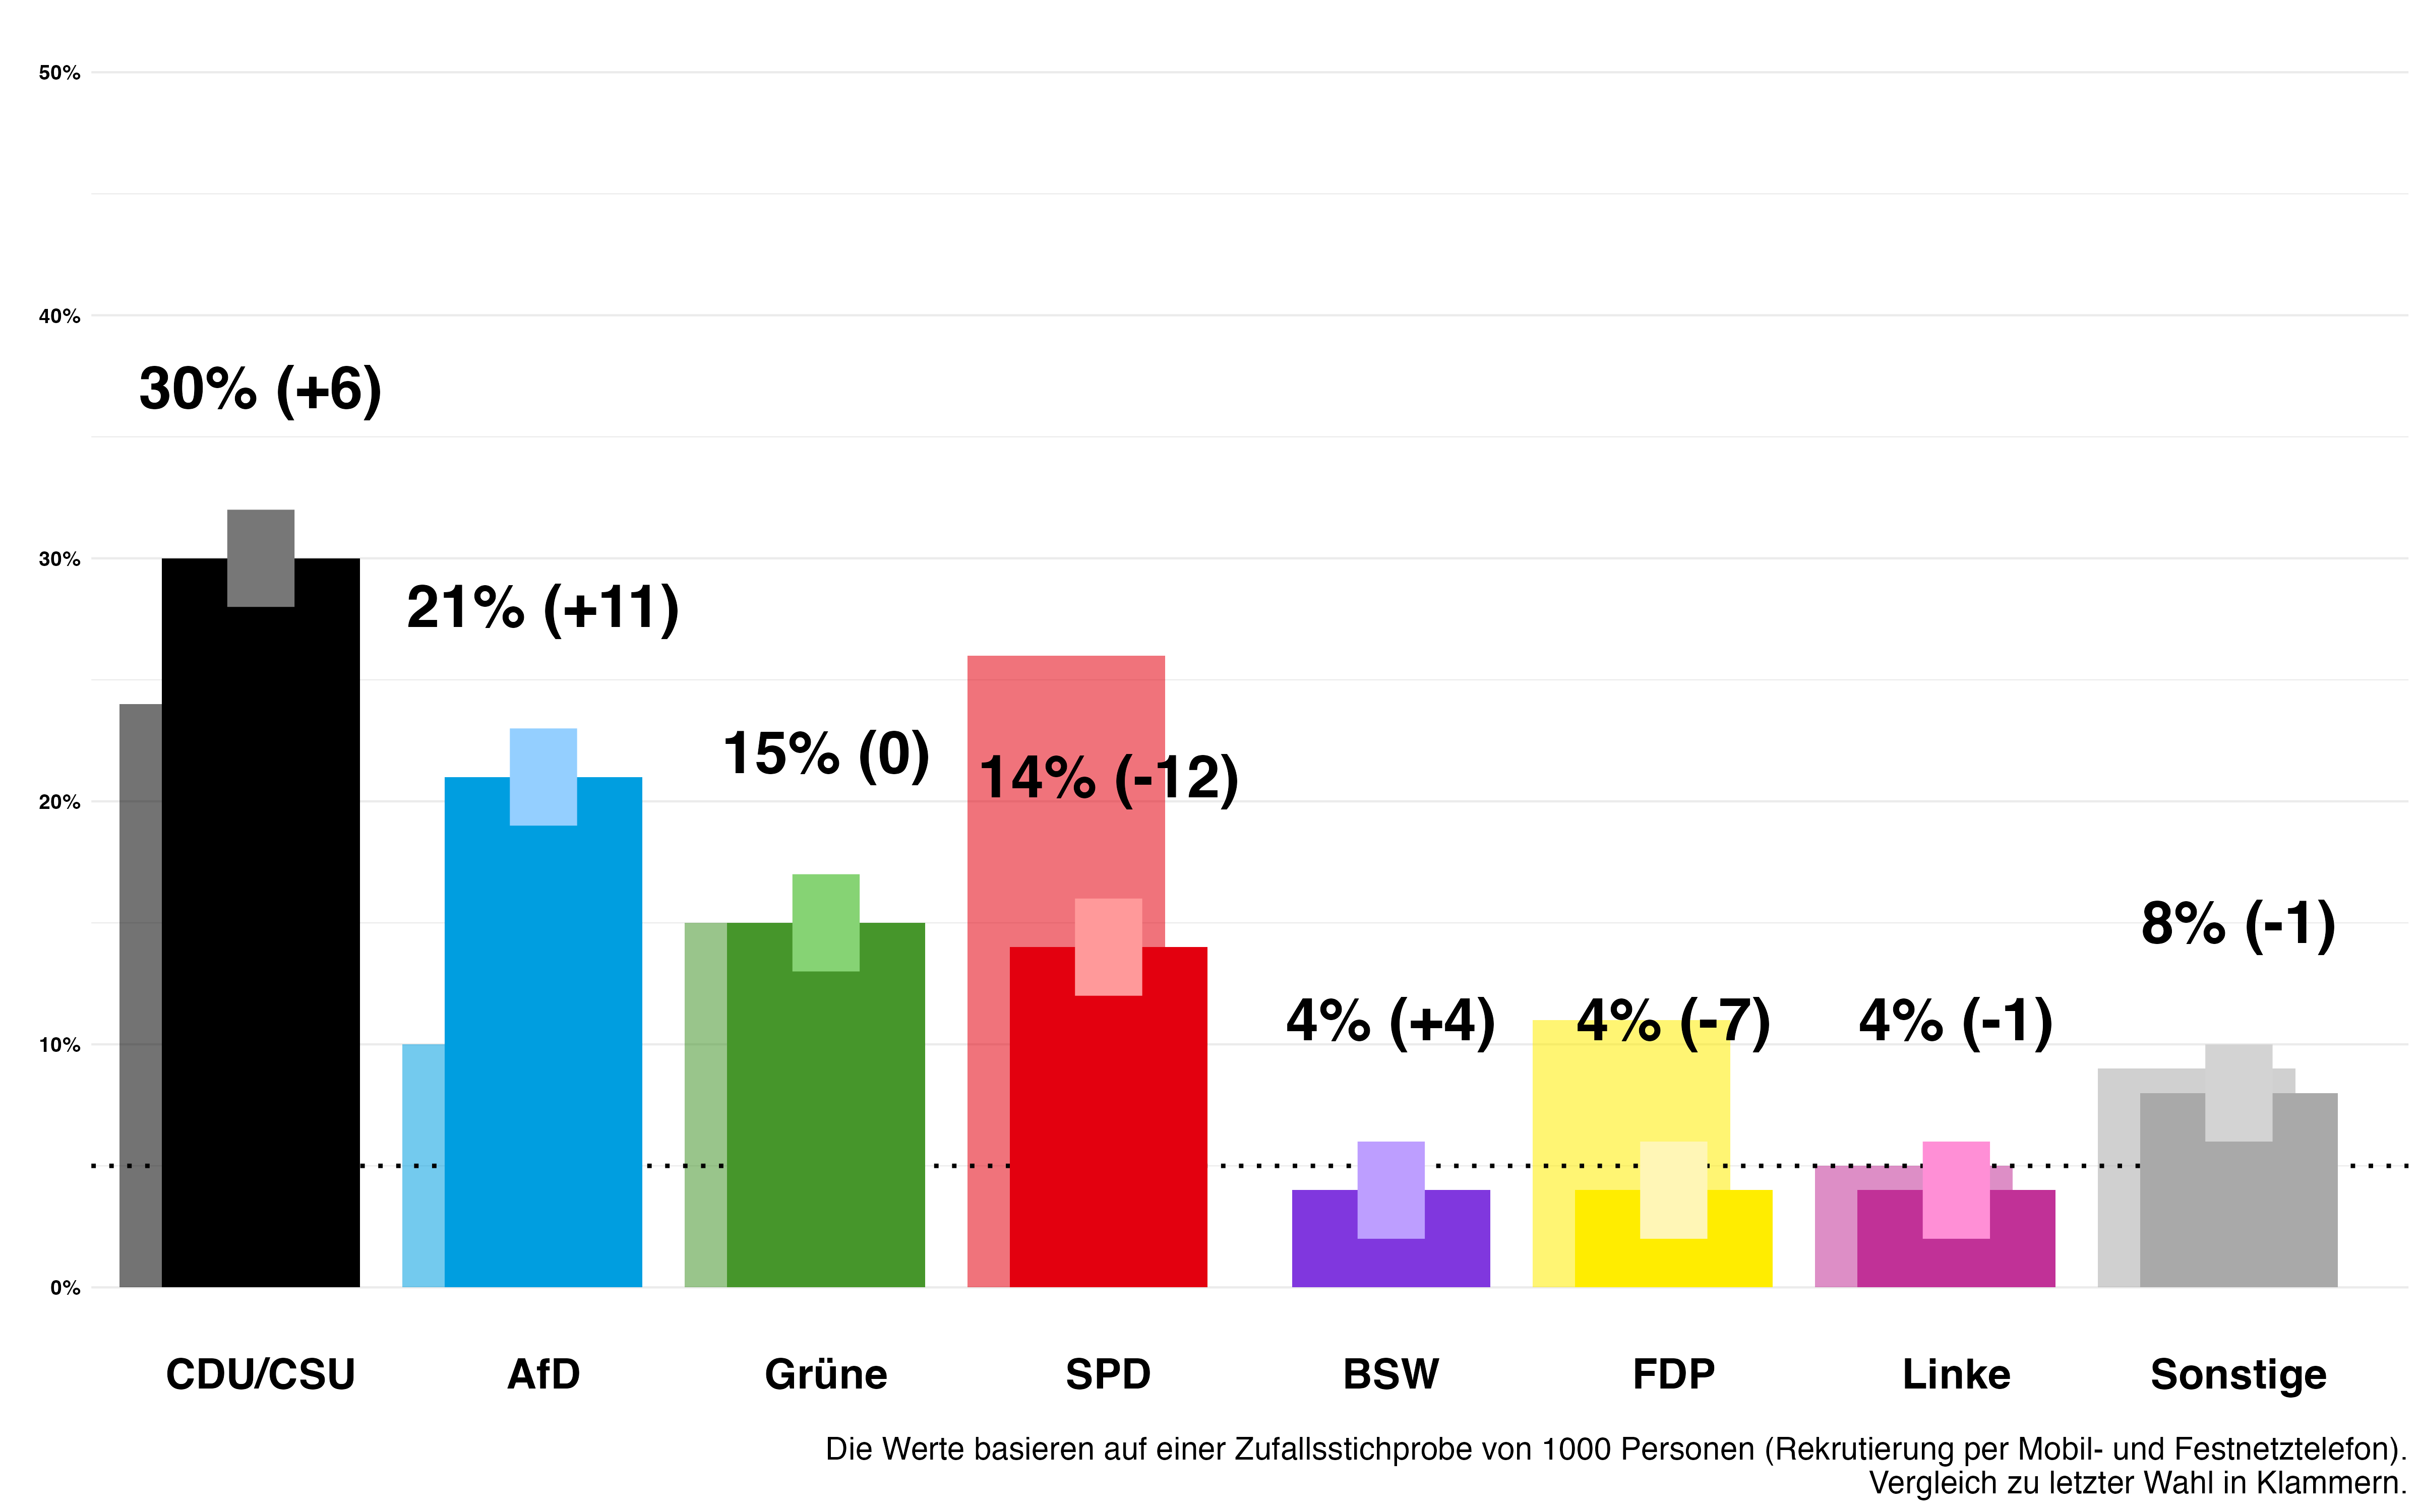 50%
40%
30% (+6)
30%
21% (+11)
15% (0)
14% (-12)
20%
8% (-1)
4% (+4)
4% (-7)
4% (-1)
10%
0%
CDU/CSU
AfD
Grüne
SPD
BSW
FDP
Linke
Sonstige
Die Werte basieren auf einer Zufallsstichprobe von 1000 Personen (Rekrutierung per Mobil- und Festnetztelefon).
Vergleich zu letzter Wahl in Klammern.